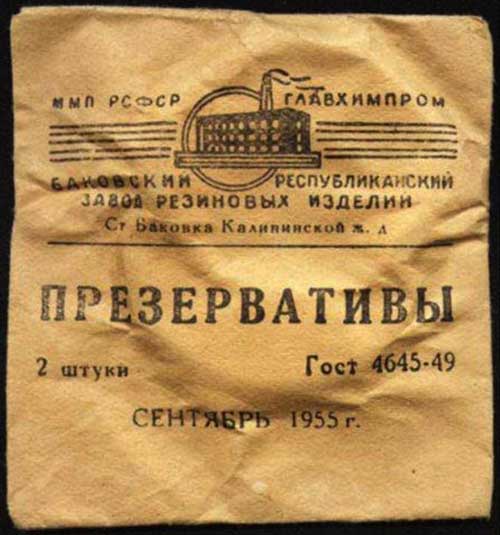 ММП РСФСР ГЛАВХИМПРОМ
БАКОВСКИЙ РЕСПУБЛИКАНСКИЙ
ЗАВОД РЕЗИНОВЫХ ИЗДЕЛИЙ
Ст Баковка Калининской ж. д
ПРЕЗЕРВАТИВЫ
2 штуки Гост 4645-49
СЕНТЯБРЬ 1955 г.